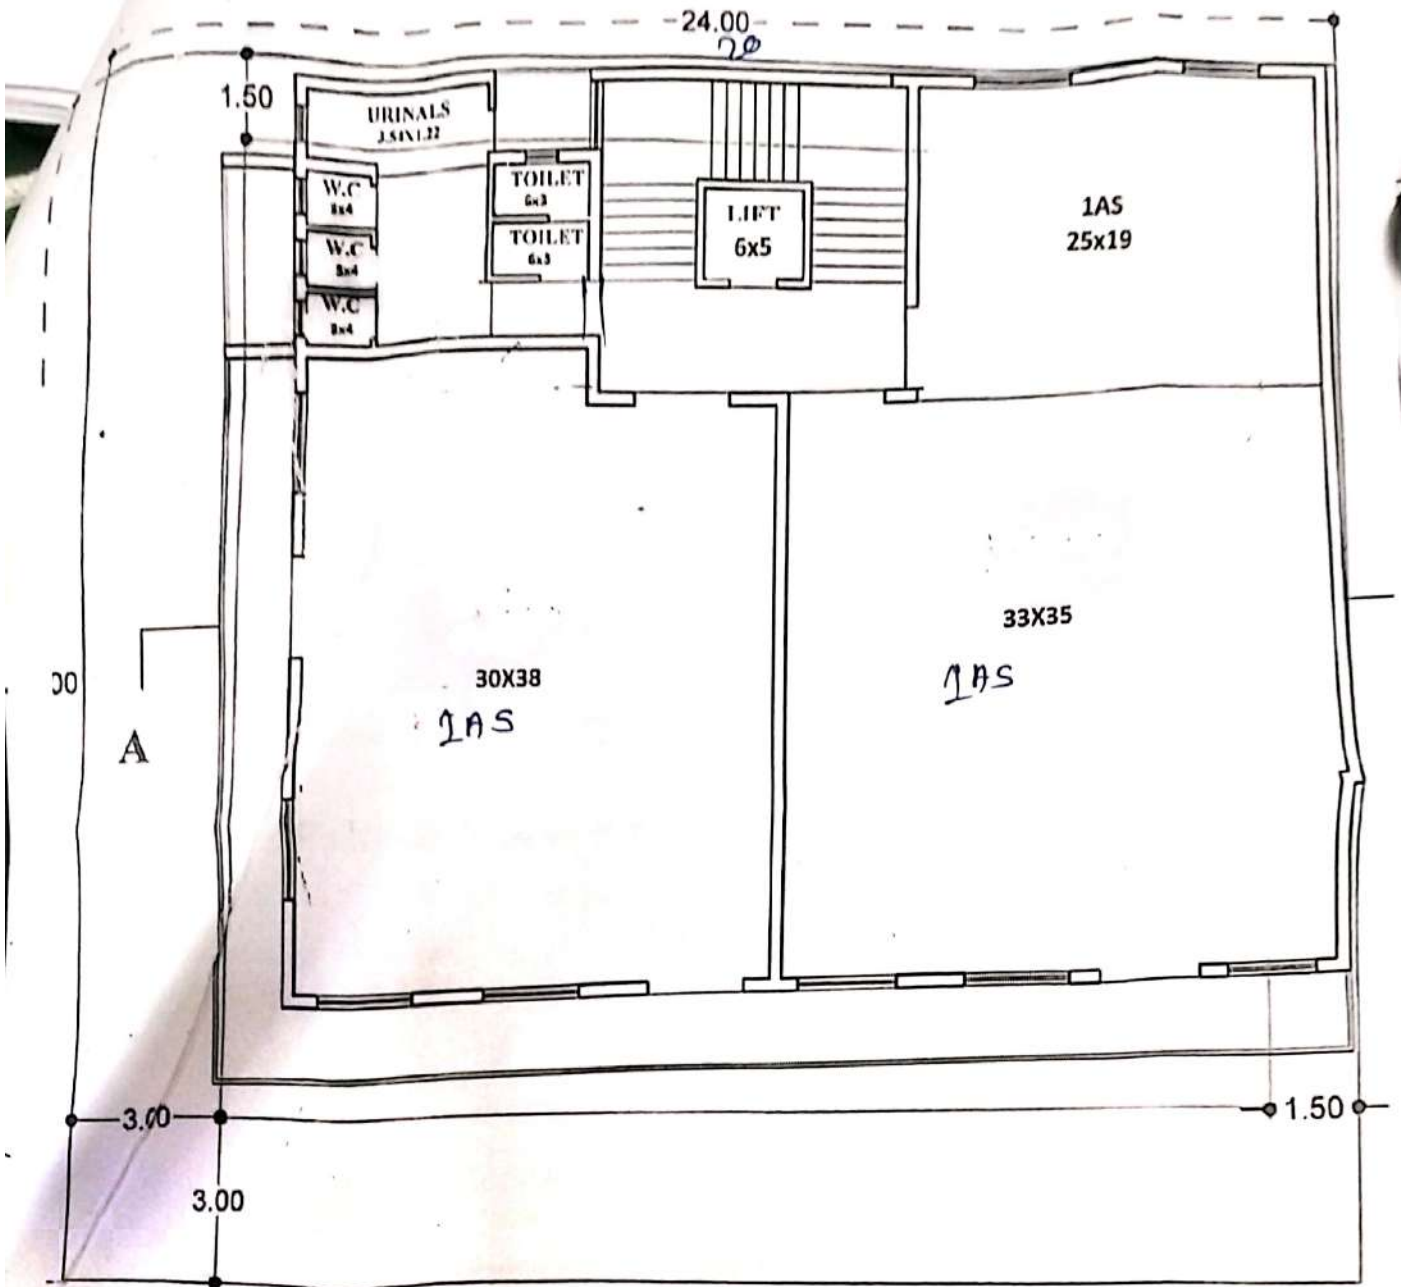 24.00
20
1.50
URINALS
3.54X1.22
W.C
8x4
W.C
8x4
W.C
8x4
TOILET
6x3
TOILET
6x3
LIFT
6x5
1AS
25x19
33X35
1AS
30X38
1AS
00
A
3.00
1.50
3.00